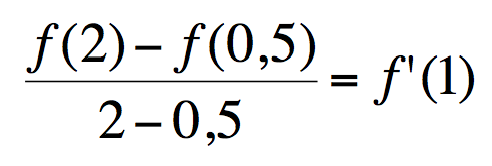 f(2) − f(0,5)
2 − 0,5
= f'(1)